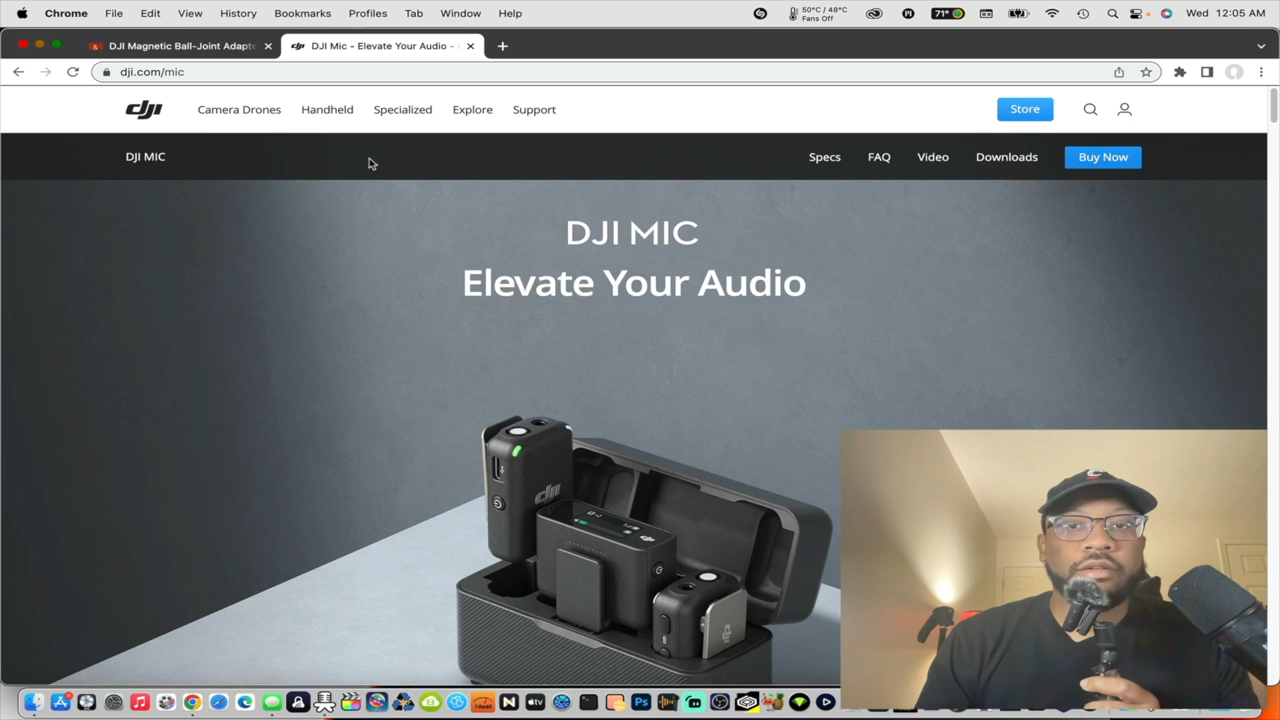 Chrome File Edit View History Bookmarks Profiles Tab Window Help 50°C / 48°C Fans Off 71° Wed 12:05 AM
DJI Magnetic Ball-Joint Adapte DJI Mic - Elevate Your Audio -
dji.com/mic
dji Camera Drones Handheld Specialized Explore Support Store
DJI MIC Specs FAQ Video Downloads Buy Now
DJI MIC
Elevate Your Audio
dji
Ps
tv